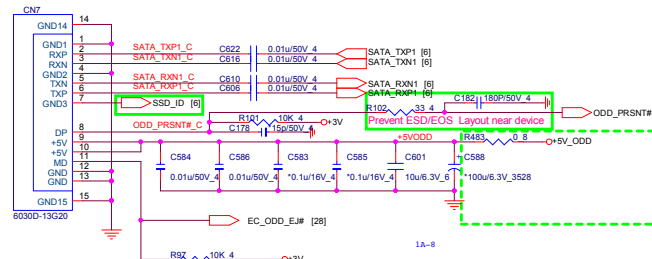 CN7
GND14 14
GND1 1
RXP 2 SATA_TXP1_C C622 0.01u/50V_4 SATA_TXP1 [6]
RXN 3 SATA_TXN1_C C616 0.01u/50V_4 SATA_TXN1 [6]
GND2 4
TXN 5 SATA_RXN1_C C610 0.01u/50V_4 SATA_RXN1 [6]
TXP 6 SATA_RXP1_C C606 0.01u/50V_4 SATA_RXP1 [6]
GND3 7 SSD_ID [6]
C182 180P/50V_4
R102 33_4 ODD_PRSNT#
Prevent ESD/EOS Layout near device
R101 10K_4 +3V
DP 8 ODD_PRSNT#_C C178 *15p/50V_4
+5V 9 +5VODD R483 0_8 +5V_ODD
+5V 10
MD 11
GND 12
GND 13
C584 C586 C583 C585 C601 + C588
0.01u/50V_4 0.01u/50V_4 *0.1u/16V_4 *0.1u/16V_4 10u/6.3V_6 *100u/6.3V_3528
GND15 15
6030D-13G20
EC_ODD_EJ# [28]
1A-8
R97 10K_4 +3V